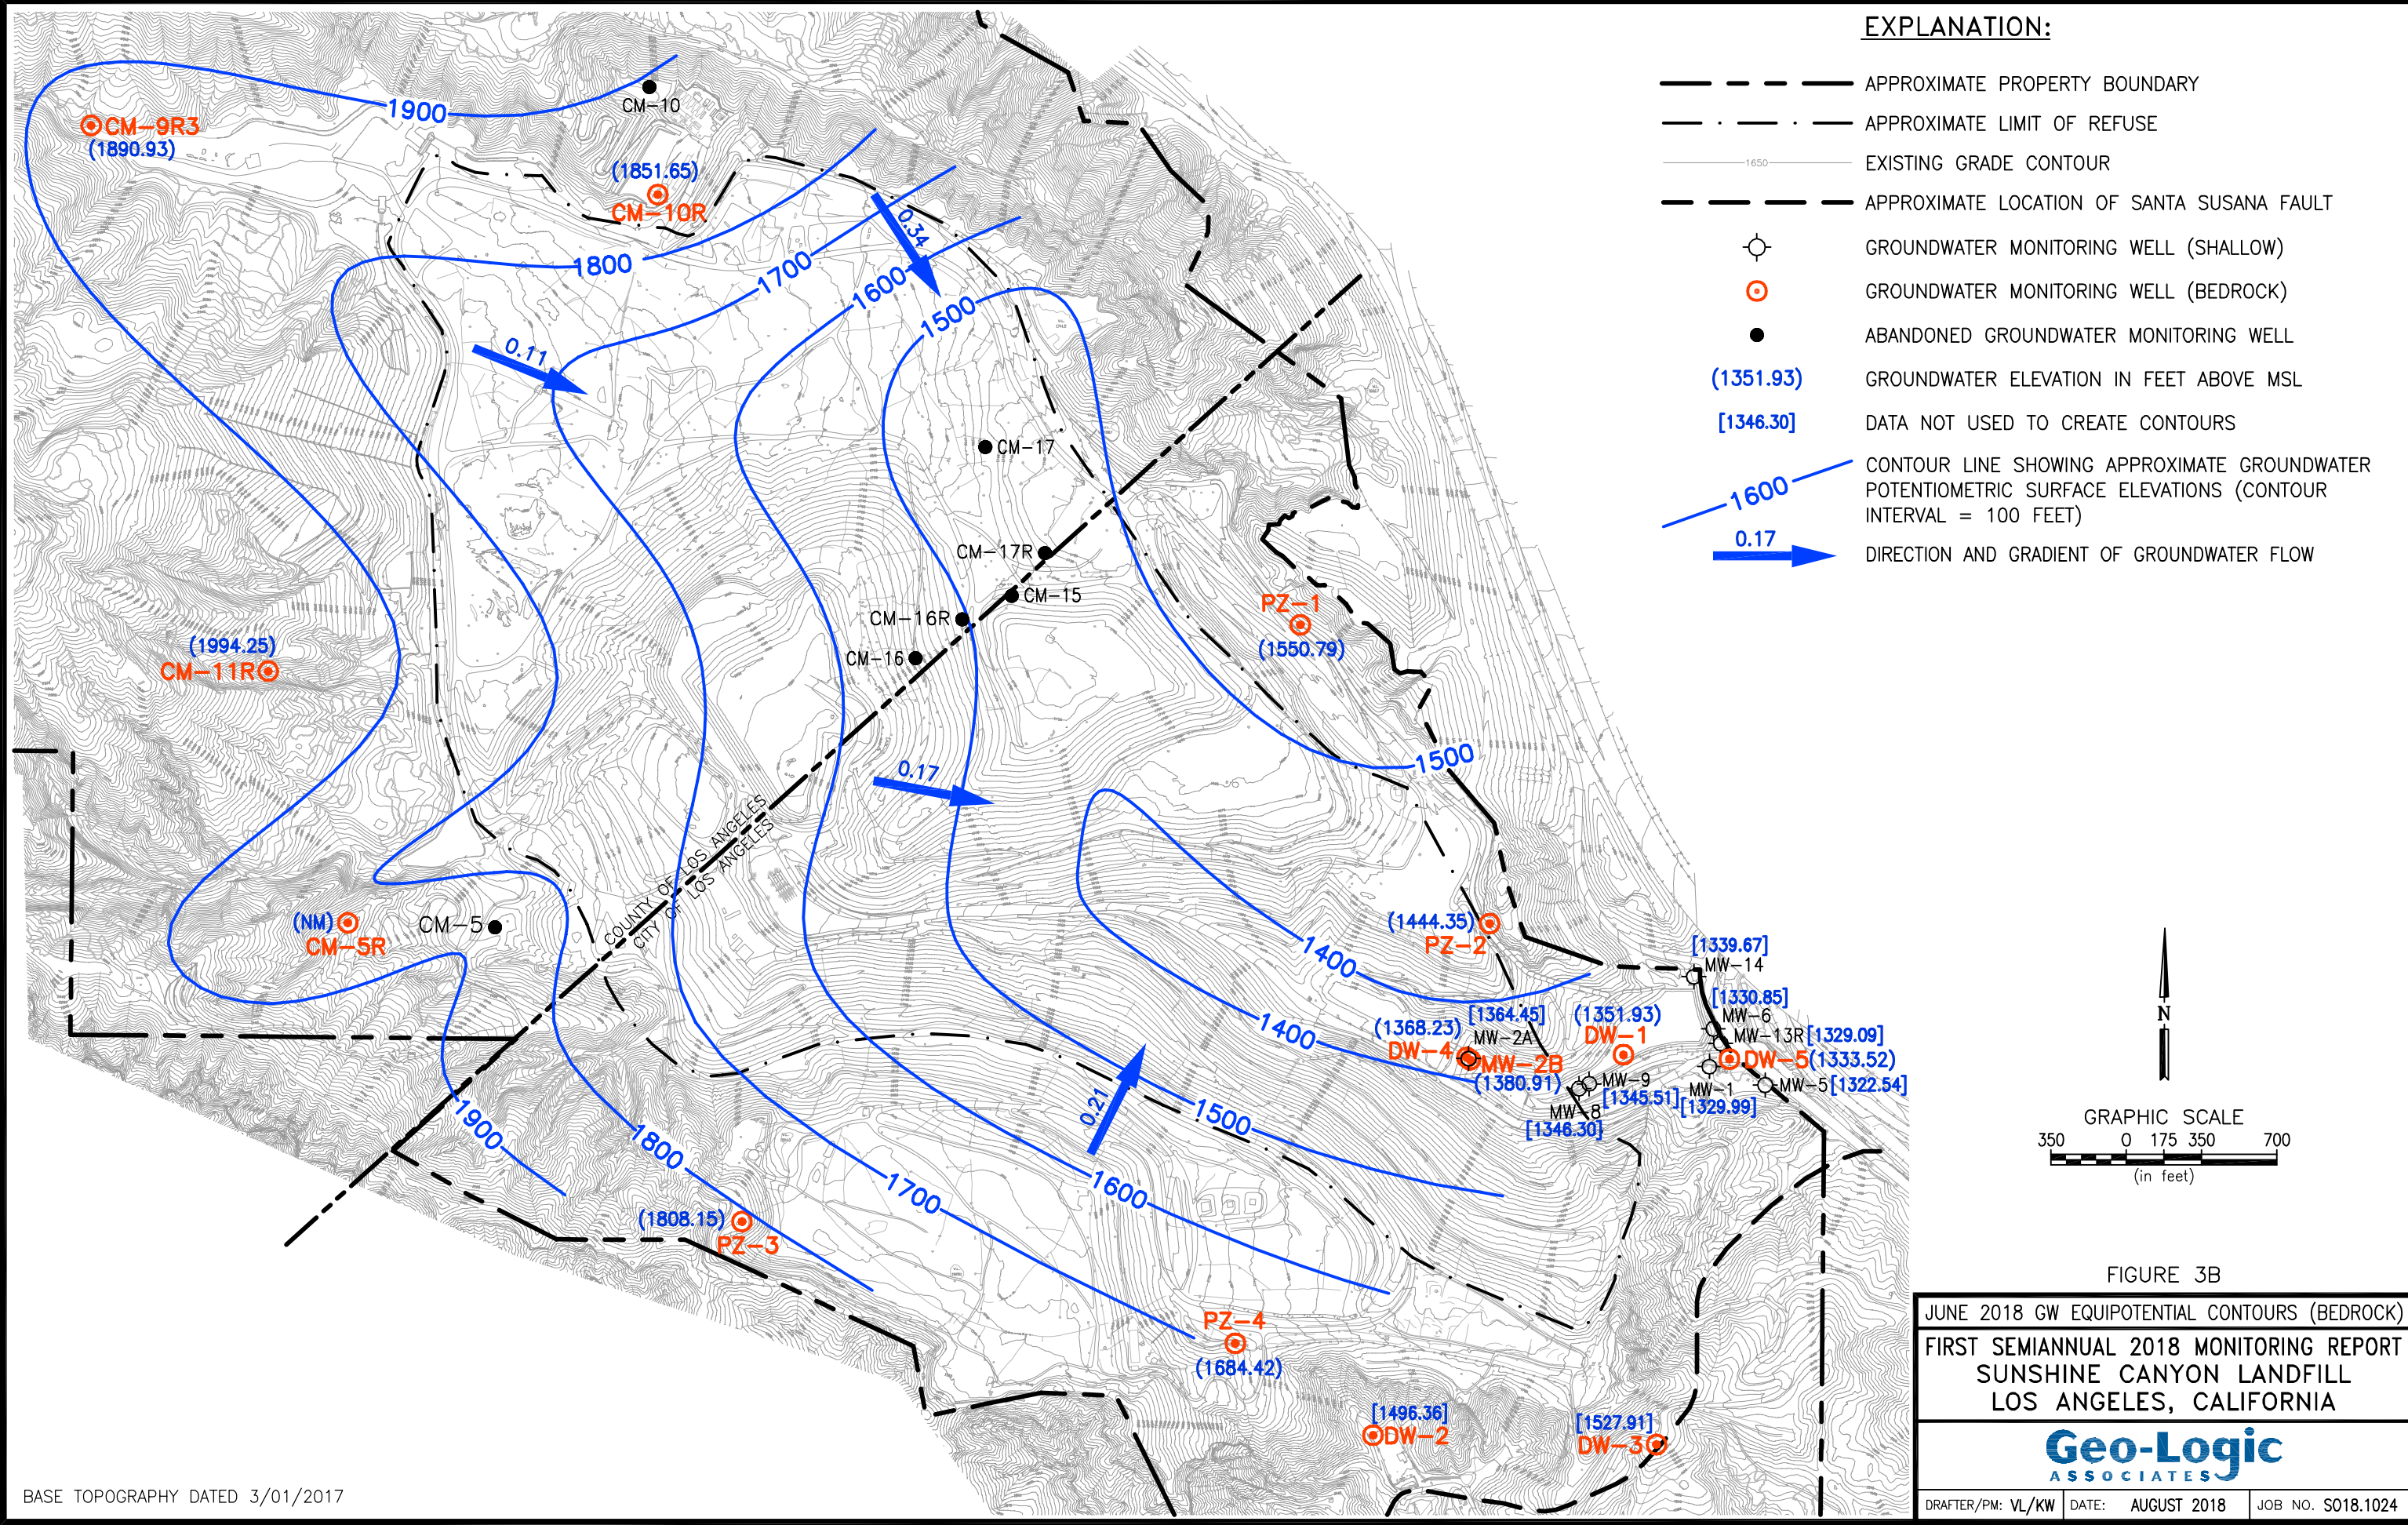 EXPLANATION:
APPROXIMATE PROPERTY BOUNDARY
APPROXIMATE LIMIT OF REFUSE
1650
EXISTING GRADE CONTOUR
APPROXIMATE LOCATION OF SANTA SUSANA FAULT
GROUNDWATER MONITORING WELL (SHALLOW)
GROUNDWATER MONITORING WELL (BEDROCK)
ABANDONED GROUNDWATER MONITORING WELL
(1351.93)
GROUNDWATER ELEVATION IN FEET ABOVE MSL
[1346.30]
DATA NOT USED TO CREATE CONTOURS
1600
CONTOUR LINE SHOWING APPROXIMATE GROUNDWATER
POTENTIOMETRIC SURFACE ELEVATIONS (CONTOUR
INTERVAL = 100 FEET)
0.17
DIRECTION AND GRADIENT OF GROUNDWATER FLOW
1900
CM-10
CM-9R3
(1890.93)
(1851.65)
CM-10R
0.34
1800
1700
1600
1500
0.11
CM-17
CM-17R
CM-15
CM-16R
CM-16
PZ-1
(1550.79)
(1994.25)
CM-11R
1500
0.17
COUNTY OF LOS ANGELES
CITY OF LOS ANGELES
(NM)
CM-5R
CM-5
(1444.35)
PZ-2
1400
[1339.67]
MW-14
[1330.85]
MW-6
MW-13R
[1329.09]
[1364.45]
MW-2A
(1351.93)
DW-1
(1368.23)
DW-4
MW-2B
(1380.91)
DW-5
(1333.52)
1400
MW-9
[1345.51]
MW-8
[1346.30]
MW-1
[1329.99]
MW-5
[1322.54]
0.21
1500
1900
1800
1700
1600
(1808.15)
PZ-3
PZ-4
(1684.42)
[1496.36]
DW-2
[1527.91]
DW-3
N
GRAPHIC SCALE
350 0 175 350 700
(in feet)
FIGURE 3B
JUNE 2018 GW EQUIPOTENTIAL CONTOURS (BEDROCK)
FIRST SEMIANNUAL 2018 MONITORING REPORT
SUNSHINE CANYON LANDFILL
LOS ANGELES, CALIFORNIA
Geo-Logic
ASSOCIATES
DRAFTER/PM: VL/KW
DATE: AUGUST 2018
JOB NO. SO18.1024
BASE TOPOGRAPHY DATED 3/01/2017